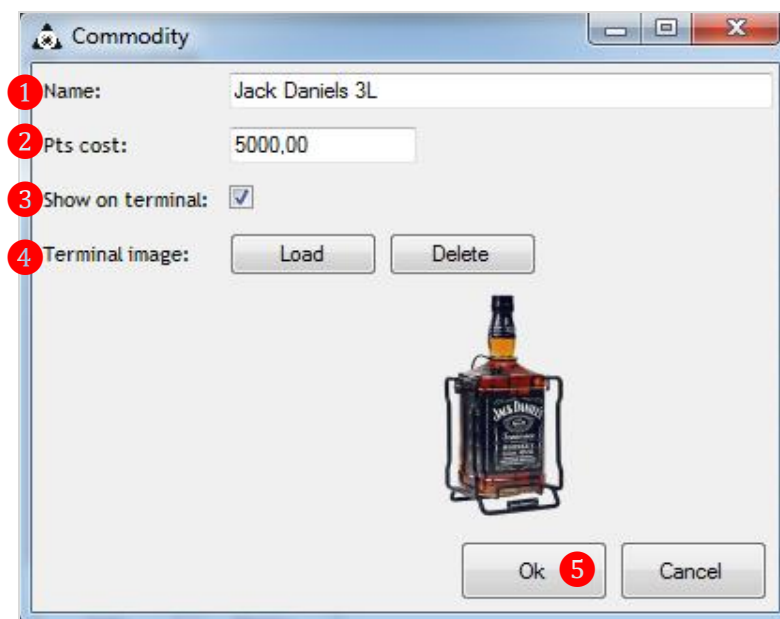 Commodity
1 Name: Jack Daniels 3L
2 Pts cost: 5000,00
3 Show on terminal:
4 Terminal image: Load Delete
JACK DANIEL'S
Ok 5 Cancel